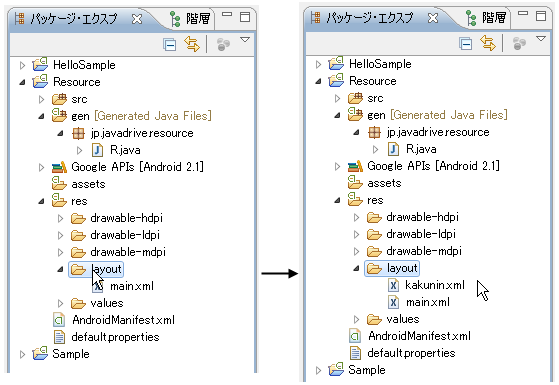 パッケージ・エクスプ
階層
HelloSample
Resource
src
gen [Generated Java Files]
jp.javadrive.resource
R.java
Google APIs [Android 2.1]
assets
res
drawable-hdpi
drawable-ldpi
drawable-mdpi
layout
main.xml
values
AndroidManifest.xml
default.properties
Sample
パッケージ・エクスプ
階層
HelloSample
Resource
src
gen [Generated Java Files]
jp.javadrive.resource
R.java
Google APIs [Android 2.1]
assets
res
drawable-hdpi
drawable-ldpi
drawable-mdpi
layout
kakunin.xml
main.xml
values
AndroidManifest.xml
default.properties
Sample